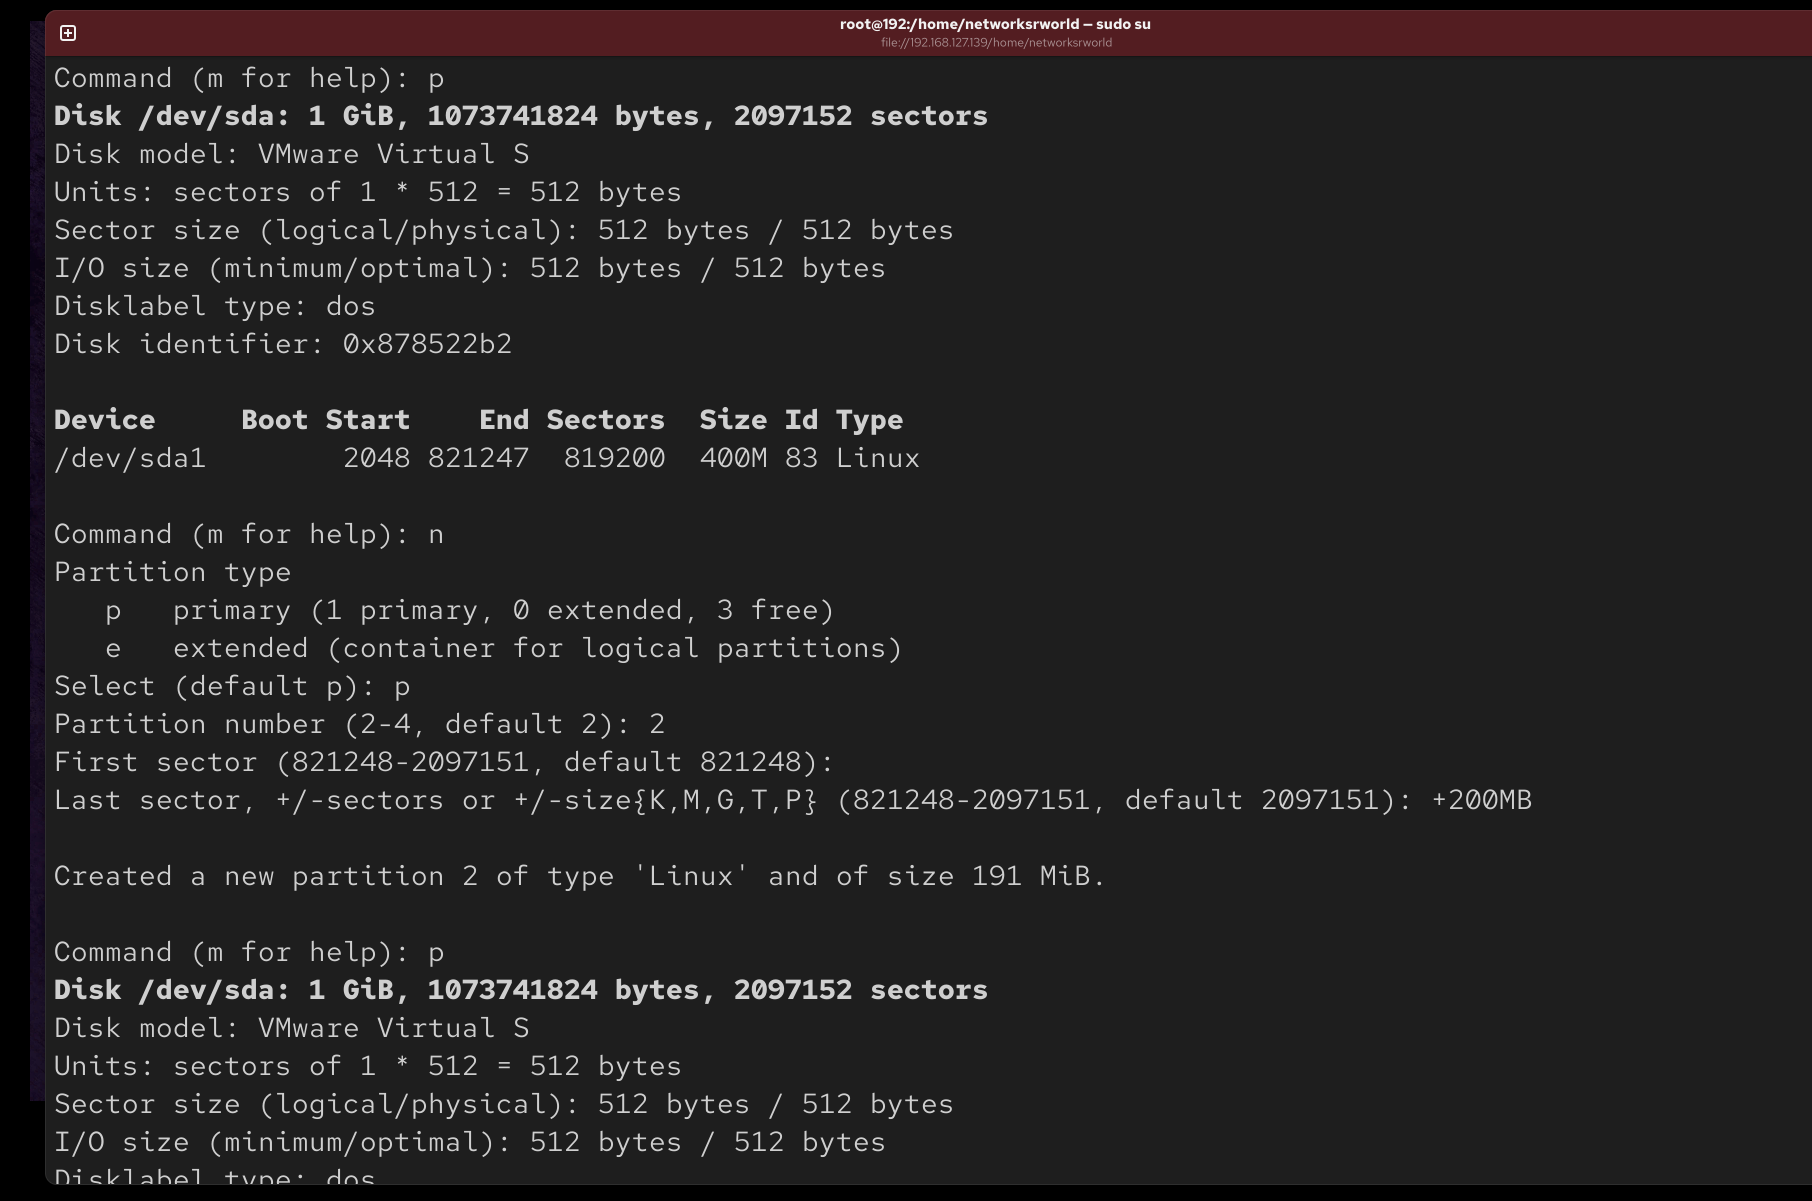 root@192:/home/networksrworld — sudo su
file://192.168.127.139/home/networksrworld
Command (m for help): p
Disk /dev/sda: 1 GiB, 1073741824 bytes, 2097152 sectors
Disk model: VMware Virtual S
Units: sectors of 1 * 512 = 512 bytes
Sector size (logical/physical): 512 bytes / 512 bytes
I/O size (minimum/optimal): 512 bytes / 512 bytes
Disklabel type: dos
Disk identifier: 0x878522b2

Device     Boot Start    End Sectors  Size Id Type
/dev/sda1        2048 821247  819200  400M 83 Linux

Command (m for help): n
Partition type
   p   primary (1 primary, 0 extended, 3 free)
   e   extended (container for logical partitions)
Select (default p): p
Partition number (2-4, default 2): 2
First sector (821248-2097151, default 821248):
Last sector, +/-sectors or +/-size{K,M,G,T,P} (821248-2097151, default 2097151): +200MB

Created a new partition 2 of type 'Linux' and of size 191 MiB.

Command (m for help): p
Disk /dev/sda: 1 GiB, 1073741824 bytes, 2097152 sectors
Disk model: VMware Virtual S
Units: sectors of 1 * 512 = 512 bytes
Sector size (logical/physical): 512 bytes / 512 bytes
I/O size (minimum/optimal): 512 bytes / 512 bytes
Disklabel type: dos